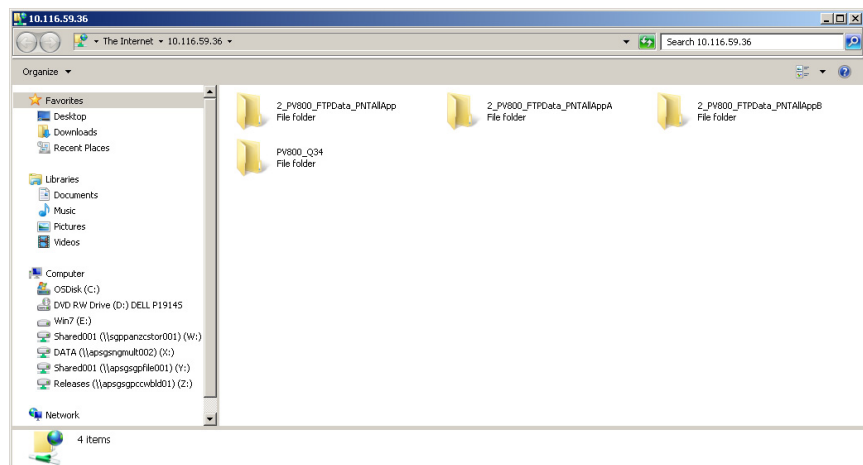 10.116.59.36
The Internet
10.116.59.36
Search 10.116.59.36
Organize
Favorites
Desktop
Downloads
Recent Places
Libraries
Documents
Music
Pictures
Videos
Computer
OSDisk (C:)
DVD RW Drive (D:) DELL P1914S
Win7 (E:)
Shared001 (\\sgppanzcstor001) (W:)
DATA (\\apsgsngmult002) (X:)
Shared001 (\\apsgsgpfile001) (Y:)
Releases (\\apsgsgpccwbld01) (Z:)
Network
2_PV800_FTPData_PNTAllApp
File folder
2_PV800_FTPData_PNTAllAppA
File folder
2_PV800_FTPData_PNTAllAppB
File folder
PV800_Q34
File folder
4 items